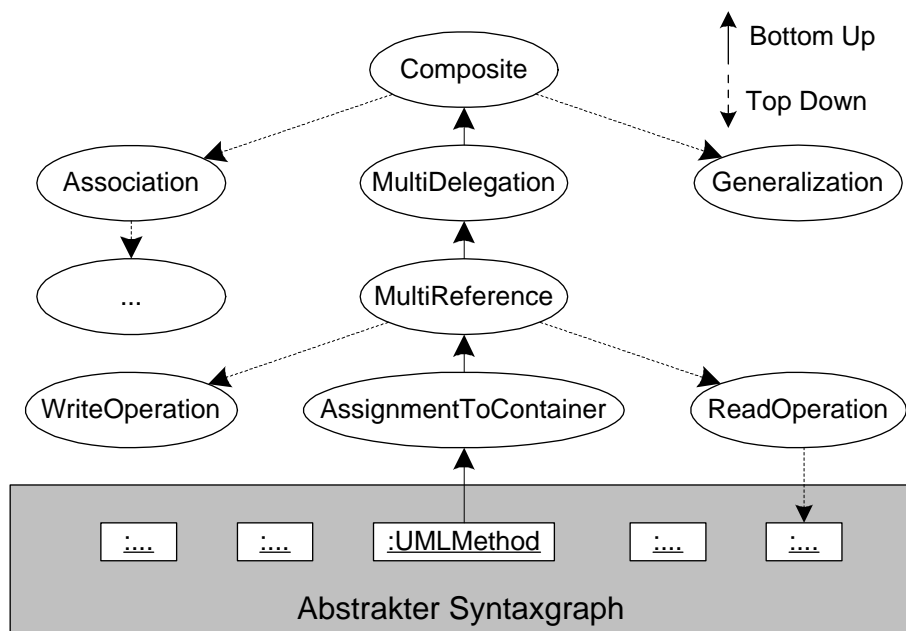 Bottom Up
Composite
Top Down
Association
MultiDelegation
Generalization
...
MultiReference
WriteOperation
AssignmentToContainer
ReadOperation
:...
:...
:UMLMethod
:...
:...
Abstrakter Syntaxgraph